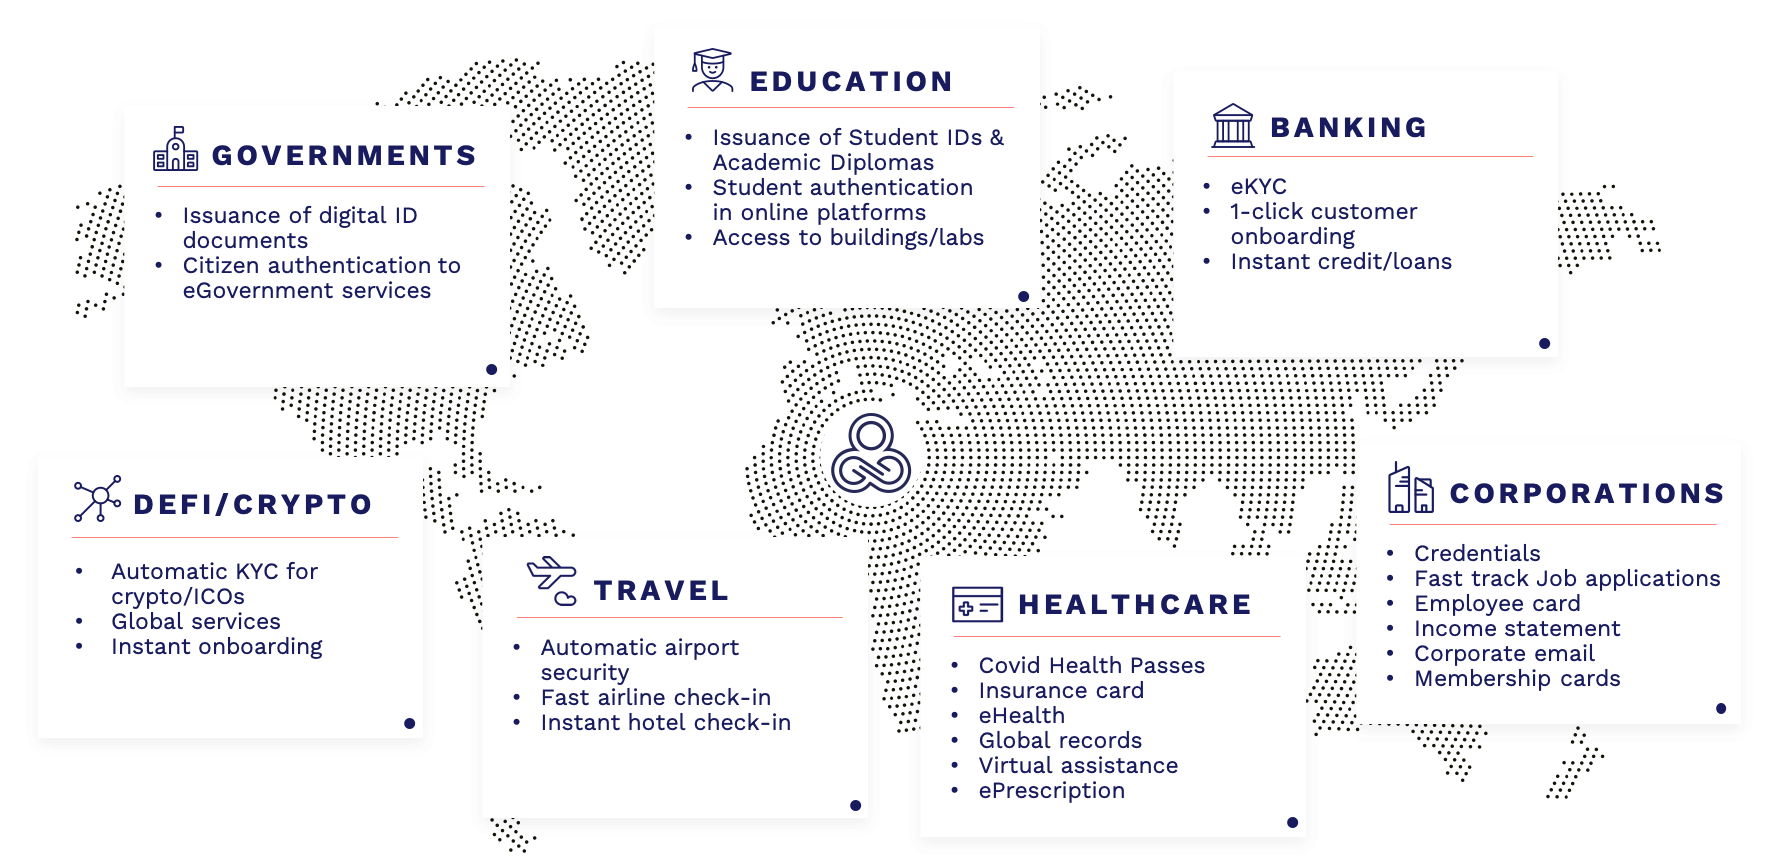 GOVERNMENTS
• Issuance of digital ID
documents
• Citizen authentication to
eGovernment services
EDUCATION
• Issuance of Student IDs &
Academic Diplomas
• Student authentication
in online platforms
• Access to buildings/labs
BANKING
• eKYC
• 1-click customer
onboarding
• Instant credit/loans
DEFI/CRYPTO
• Automatic KYC for
crypto/ICOs
• Global services
• Instant onboarding
TRAVEL
• Automatic airport
security
• Fast airline check-in
• Instant hotel check-in
HEALTHCARE
• Covid Health Passes
• Insurance card
• eHealth
• Global records
• Virtual assistance
• ePrescription
CORPORATIONS
• Credentials
• Fast track Job applications
• Employee card
• Income statement
• Corporate email
• Membership cards